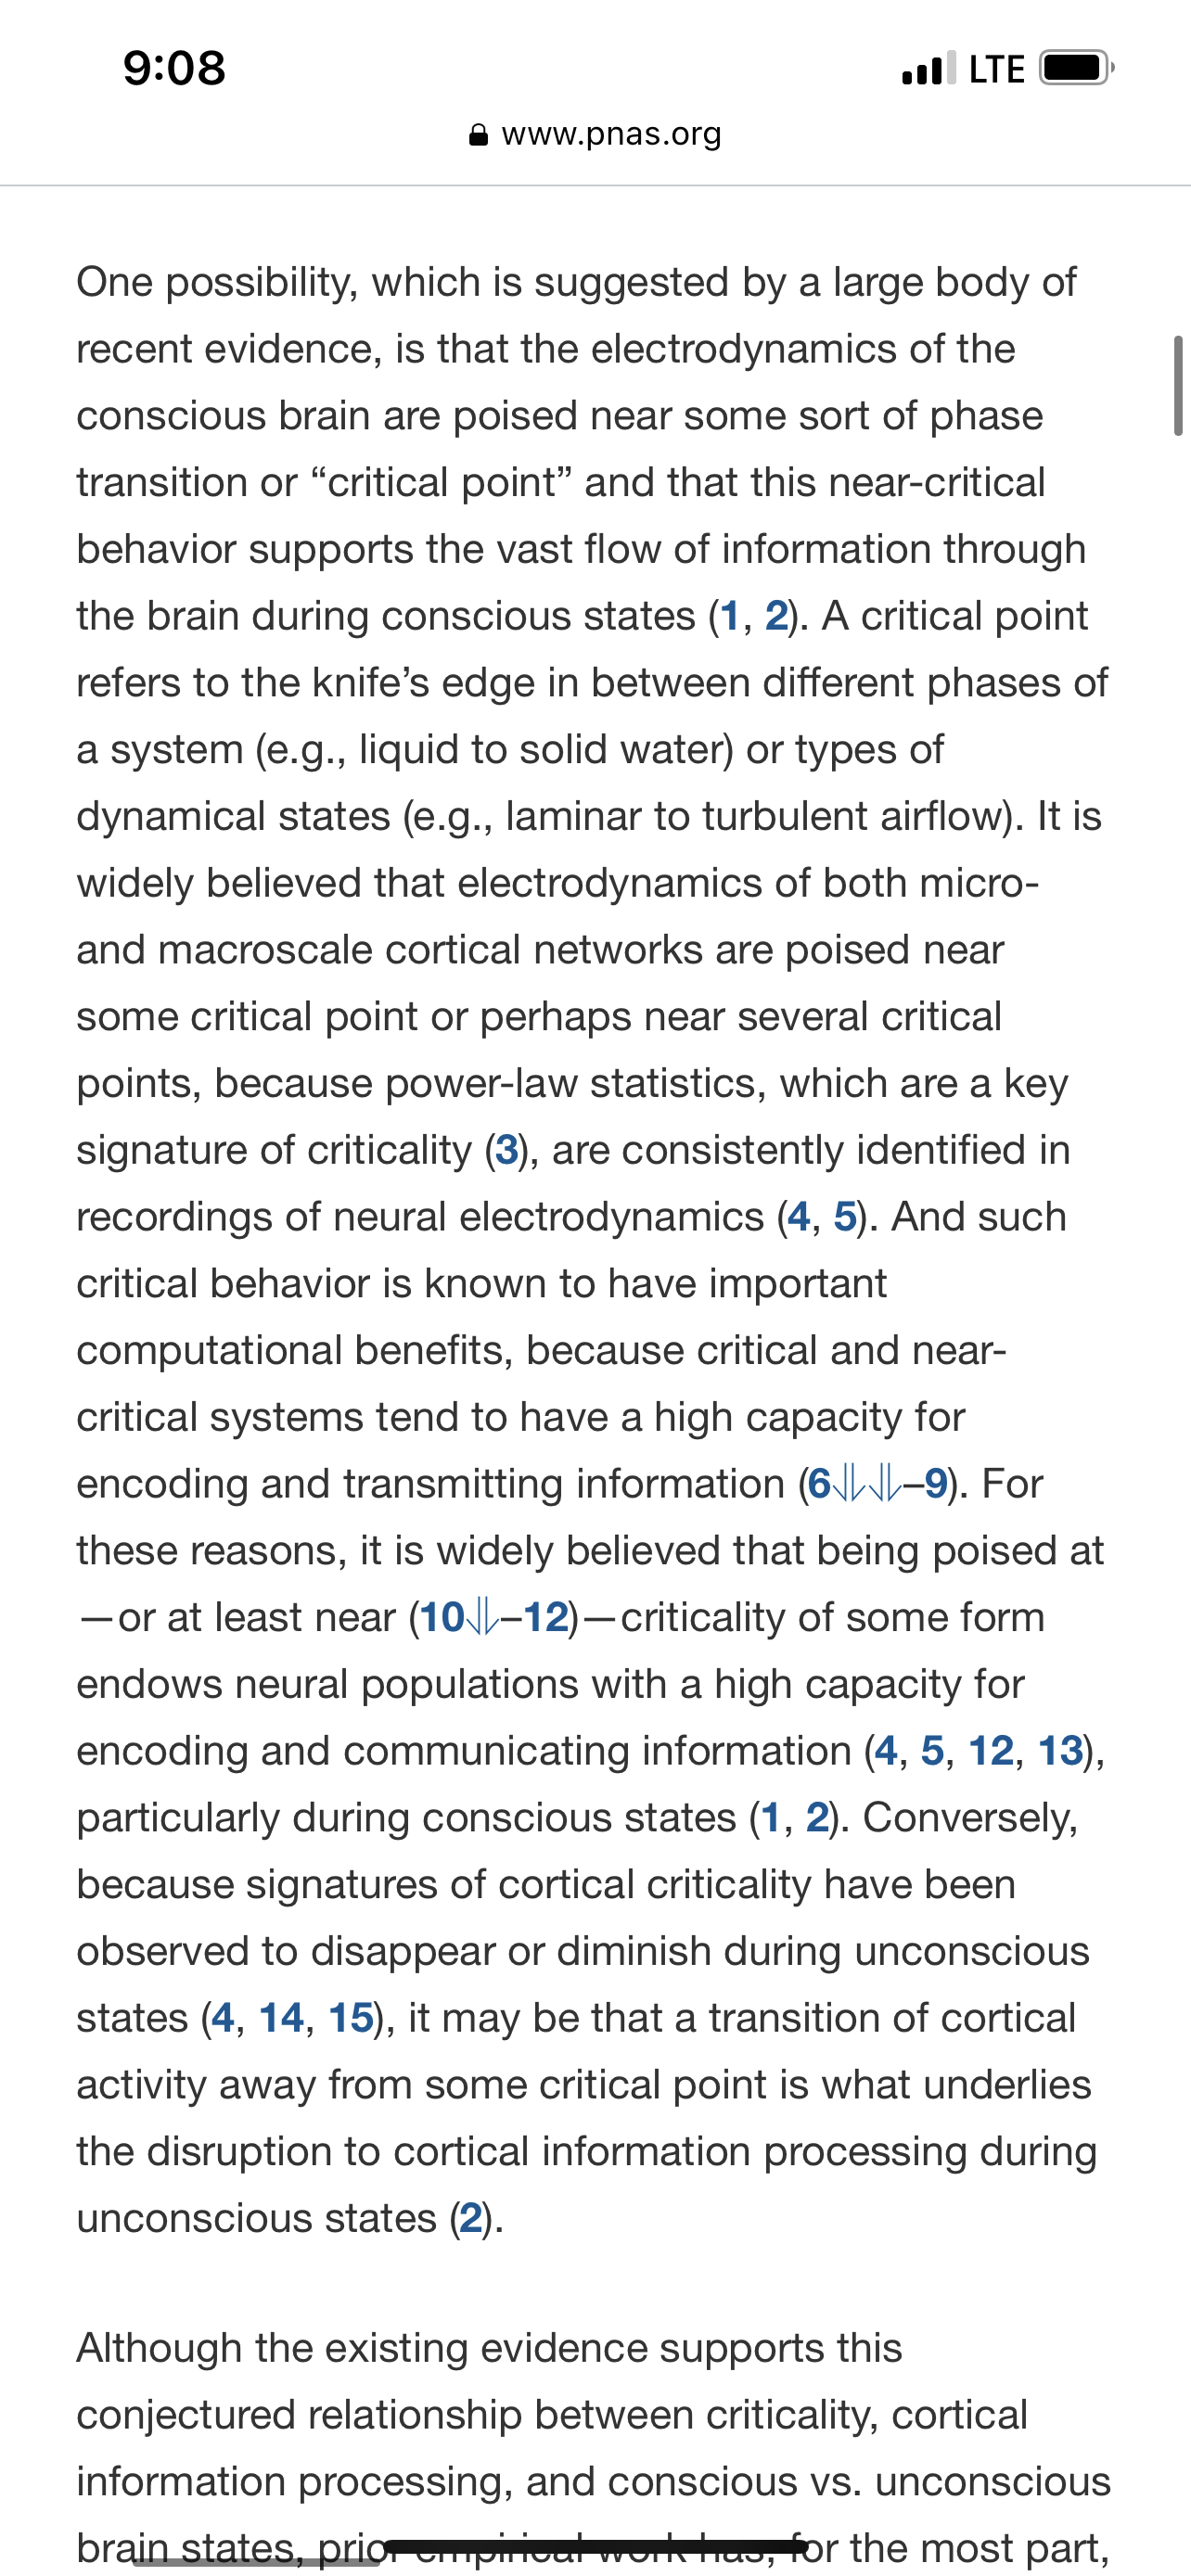 9:08
LTE
www.pnas.org
One possibility, which is suggested by a large body of
recent evidence, is that the electrodynamics of the
conscious brain are poised near some sort of phase
transition or “critical point” and that this near-critical
behavior supports the vast flow of information through
the brain during conscious states (1, 2). A critical point
refers to the knife’s edge in between different phases of
a system (e.g., liquid to solid water) or types of
dynamical states (e.g., laminar to turbulent airflow). It is
widely believed that electrodynamics of both micro-
and macroscale cortical networks are poised near
some critical point or perhaps near several critical
points, because power-law statistics, which are a key
signature of criticality (3), are consistently identified in
recordings of neural electrodynamics (4, 5). And such
critical behavior is known to have important
computational benefits, because critical and near-
critical systems tend to have a high capacity for
encoding and transmitting information (6⥥⥥–9). For
these reasons, it is widely believed that being poised at
—or at least near (10⥥–12)—criticality of some form
endows neural populations with a high capacity for
encoding and communicating information (4, 5, 12, 13),
particularly during conscious states (1, 2). Conversely,
because signatures of cortical criticality have been
observed to disappear or diminish during unconscious
states (4, 14, 15), it may be that a transition of cortical
activity away from some critical point is what underlies
the disruption to cortical information processing during
unconscious states (2).
Although the existing evidence supports this
conjectured relationship between criticality, cortical
information processing, and conscious vs. unconscious
brain states, prior empirical work has, for the most part,